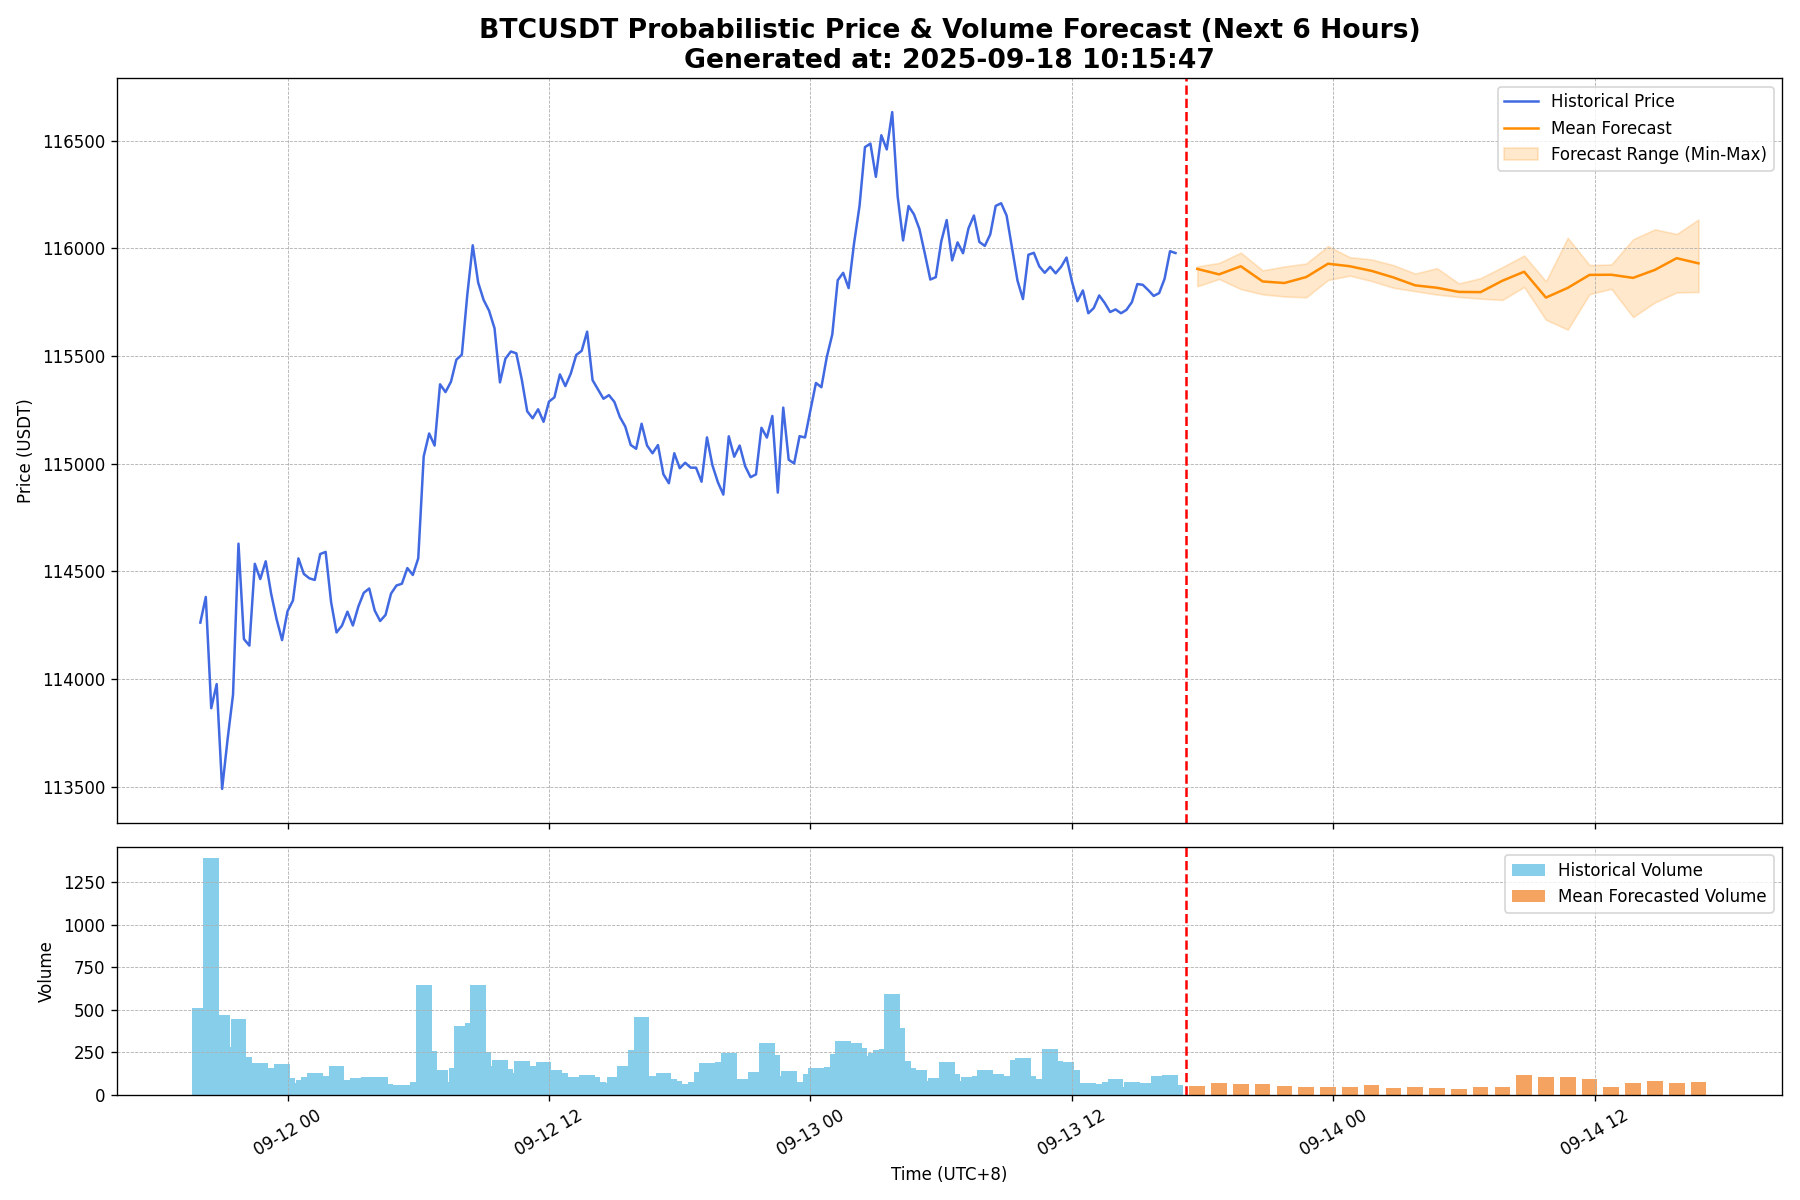 BTCUSDT Probabilistic Price & Volume Forecast (Next 6 Hours)
Generated at: 2025-09-18 10:15:47
Historical Price
Mean Forecast
Forecast Range (Min-Max)
116500
116000
115500
115000
114500
114000
113500
Price (USDT)
Historical Volume
Mean Forecasted Volume
1250
1000
750
500
250
0
Volume
09-12 00
09-12 12
09-13 00
09-13 12
09-14 00
09-14 12
Time (UTC+8)